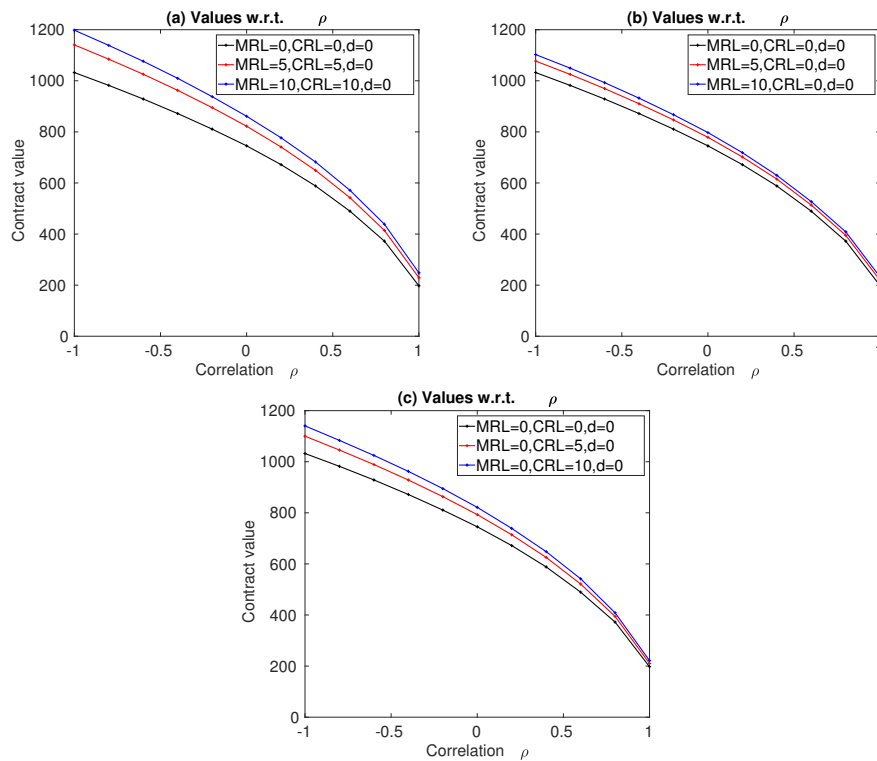 (a) Values w.r.t. ρ
1200
1000
800
600
400
200
0
Contract value
MRL=0,CRL=0,d=0
MRL=5,CRL=5,d=0
MRL=10,CRL=10,d=0
-1 -0.5 0 0.5 1
Correlation ρ
(b) Values w.r.t. ρ
1200
1000
800
600
400
200
0
Contract value
MRL=0,CRL=0,d=0
MRL=5,CRL=0,d=0
MRL=10,CRL=0,d=0
-1 -0.5 0 0.5 1
Correlation ρ
(c) Values w.r.t. ρ
1200
1000
800
600
400
200
0
Contract value
MRL=0,CRL=0,d=0
MRL=0,CRL=5,d=0
MRL=0,CRL=10,d=0
-1 -0.5 0 0.5 1
Correlation ρ